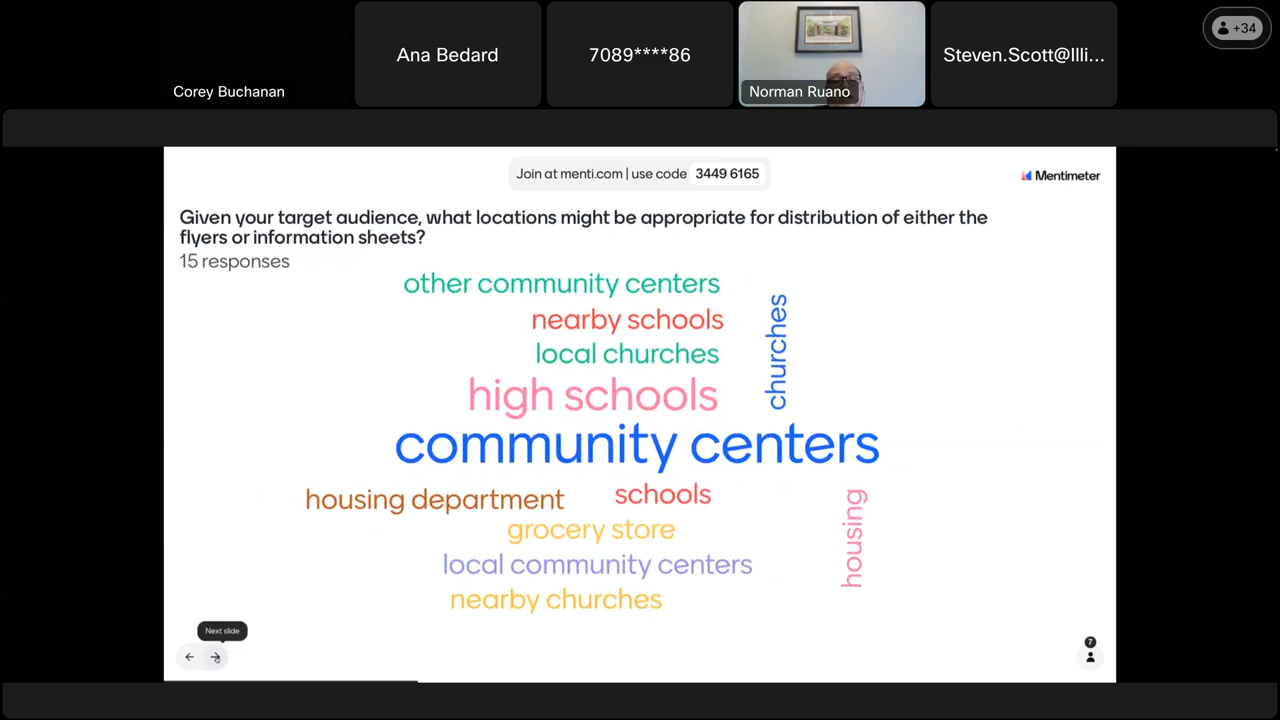 Corey Buchanan
Ana Bedard
7089****86
Norman Ruano
Steven.Scott@Illi...
+34
Join at menti.com | use code 3449 6165
Mentimeter
Given your target audience, what locations might be appropriate for distribution of either the
flyers or information sheets?
15 responses
other community centers
nearby schools
local churches
churches
high schools
community centers
housing department
schools
housing
grocery store
local community centers
nearby churches
Next slide
7